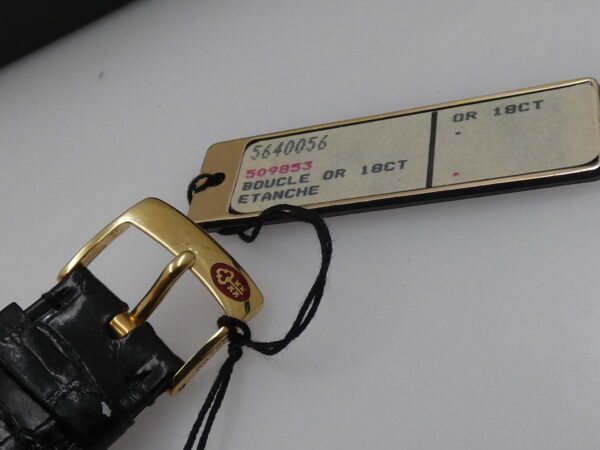 5640056
509853
BOUCLE OR 18CT
ETANCHE
OR 18CT
-
-